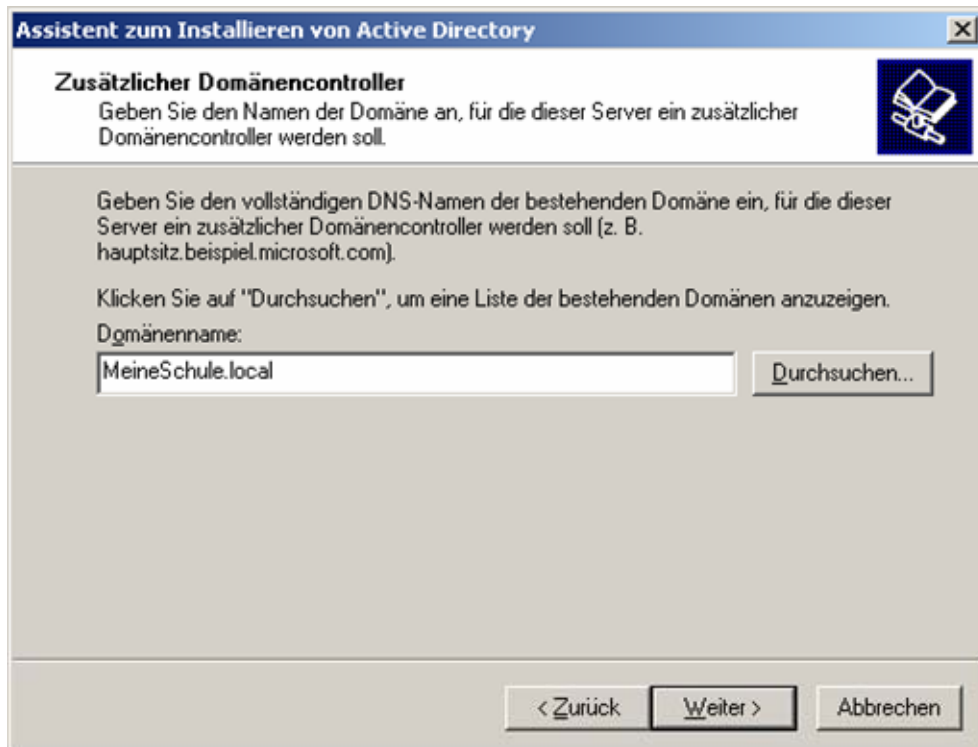 Assistent zum Installieren von Active Directory
Zusätzlicher Domänencontroller
Geben Sie den Namen der Domäne an, für die dieser Server ein zusätzlicher
Domänencontroller werden soll.
Geben Sie den vollständigen DNS-Namen der bestehenden Domäne ein, für die dieser
Server ein zusätzlicher Domänencontroller werden soll (z. B.
hauptsitz.beispiel.microsoft.com).
Klicken Sie auf "Durchsuchen", um eine Liste der bestehenden Domänen anzuzeigen.
Domänenname:
MeineSchule.local
Durchsuchen...
< Zurück
Weiter >
Abbrechen